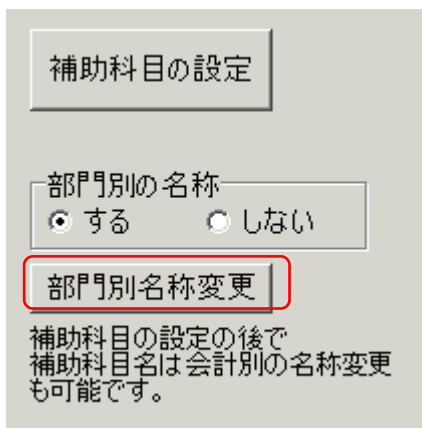 補助科目の設定
部門別の名称
する
しない
部門別名称変更
補助科目の設定の後で
補助科目名は会計別の名称変更
も可能です。